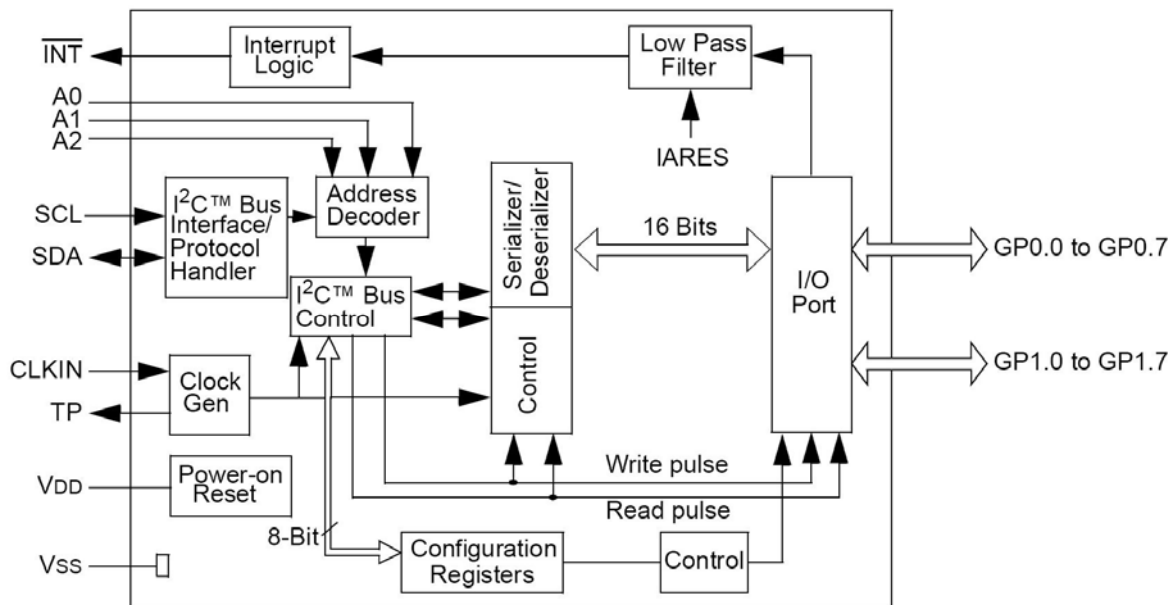 INT
Interrupt
Logic
Low Pass
Filter
A0
A1
A2
IARES
SCL
SDA
I²C™ Bus
Interface/
Protocol
Handler
Address
Decoder
Serializer/
Deserializer
16 Bits
I/O
Port
GP0.0 to GP0.7
I²C™ Bus
Control
Control
GP1.0 to GP1.7
CLKIN
TP
Clock
Gen
Write pulse
Read pulse
VDD
Power-on
Reset
8-Bit
Configuration
Registers
Control
VSS